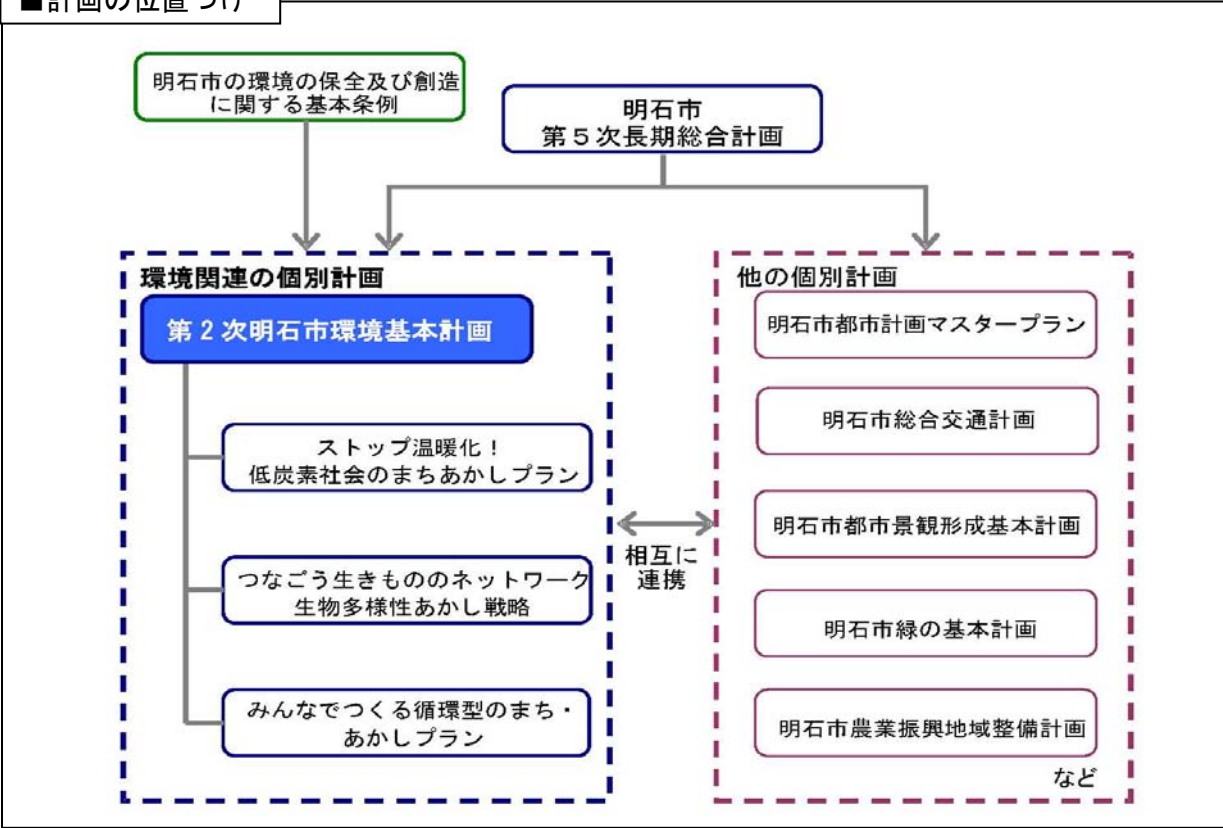 ■計画の位置づけ
明石市の環境の保全及び創造
に関する基本条例
明石市
第5次長期総合計画
環境関連の個別計画
第2次明石市環境基本計画
ストップ温暖化!
低炭素社会のまちあかしプラン
つなごう生きもののネットワーク
生物多様性あかし戦略
みんなでつくる循環型のまち・
あかしプラン
相互に
連携
他の個別計画
明石市都市計画マスタープラン
明石市総合交通計画
明石市都市景観形成基本計画
明石市緑の基本計画
明石市農業振興地域整備計画
など